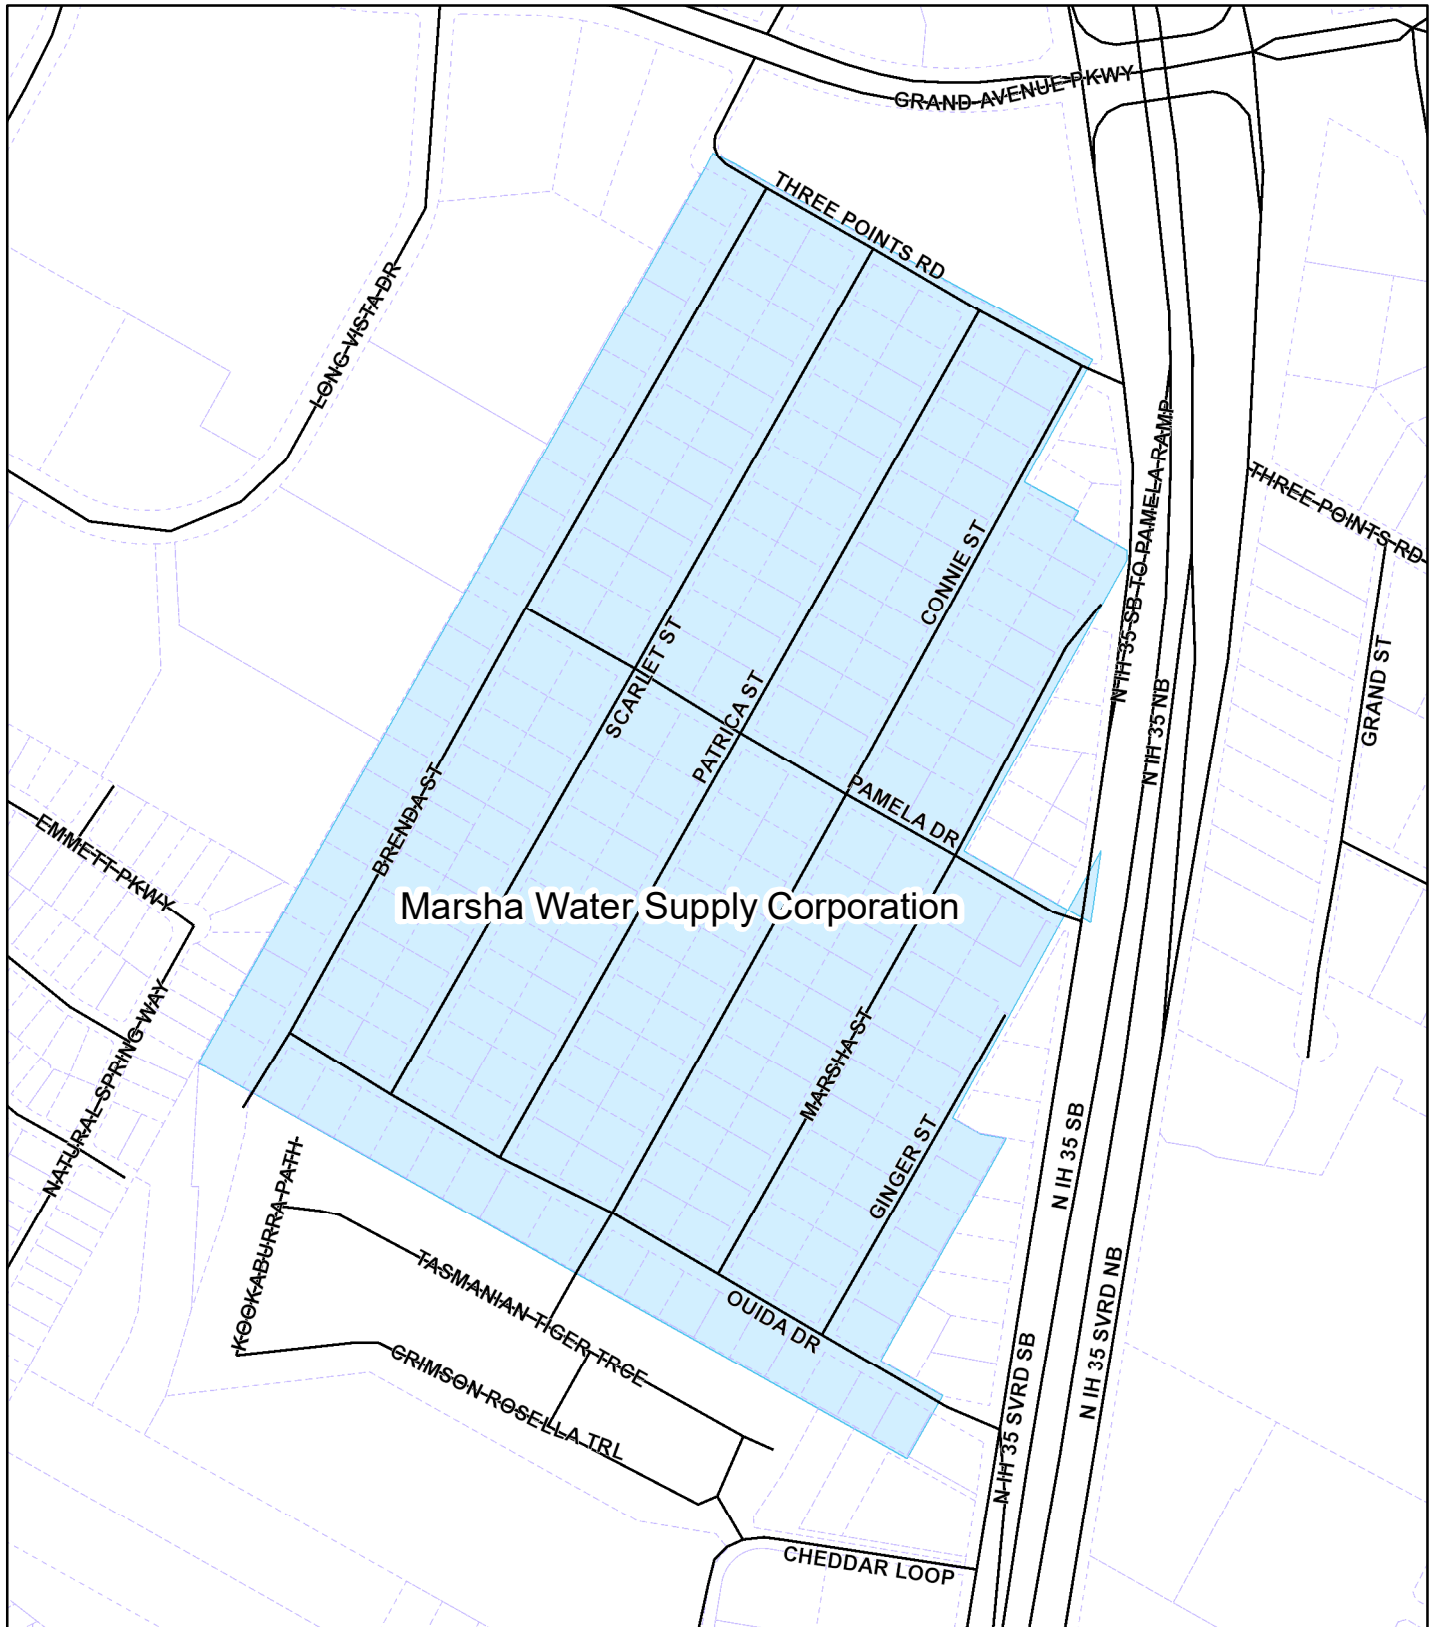 GRAND AVENUE PKWY
THREE POINTS RD
LONG VISTA DR
N IH 35 SB TO PAMELA RAMP
THREE POINTS RD
CONNIE ST
SCARLET ST
PATRICA ST
GRAND ST
N IH 35 NB
BRENDA ST
PAMELA DR
EMMETT PKWY
Marsha Water Supply Corporation
NATURAL SPRING WAY
MARSHA ST
GINGER ST
N IH 35 SB
KOOKABURRA PATH
TASMANIAN TIGER TRCE
OUIDA DR
N IH 35 SVRD NB
CRIMSON ROSELLA TRL
N IH 35 SVRD SB
CHEDDAR LOOP